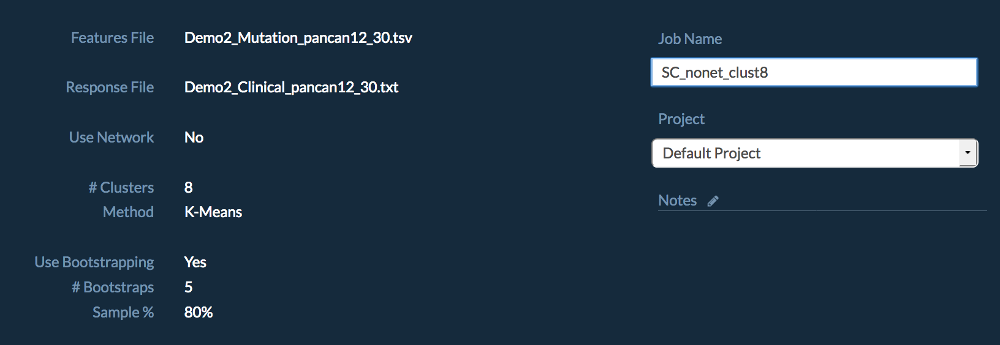 Features File Demo2_Mutation_pancan12_30.tsv
Response File Demo2_Clinical_pancan12_30.txt
Use Network No
# Clusters 8
Method K-Means
Use Bootstrapping Yes
# Bootstraps 5
Sample % 80%
Job Name
SC_nonet_clust8
Project
Default Project
Notes